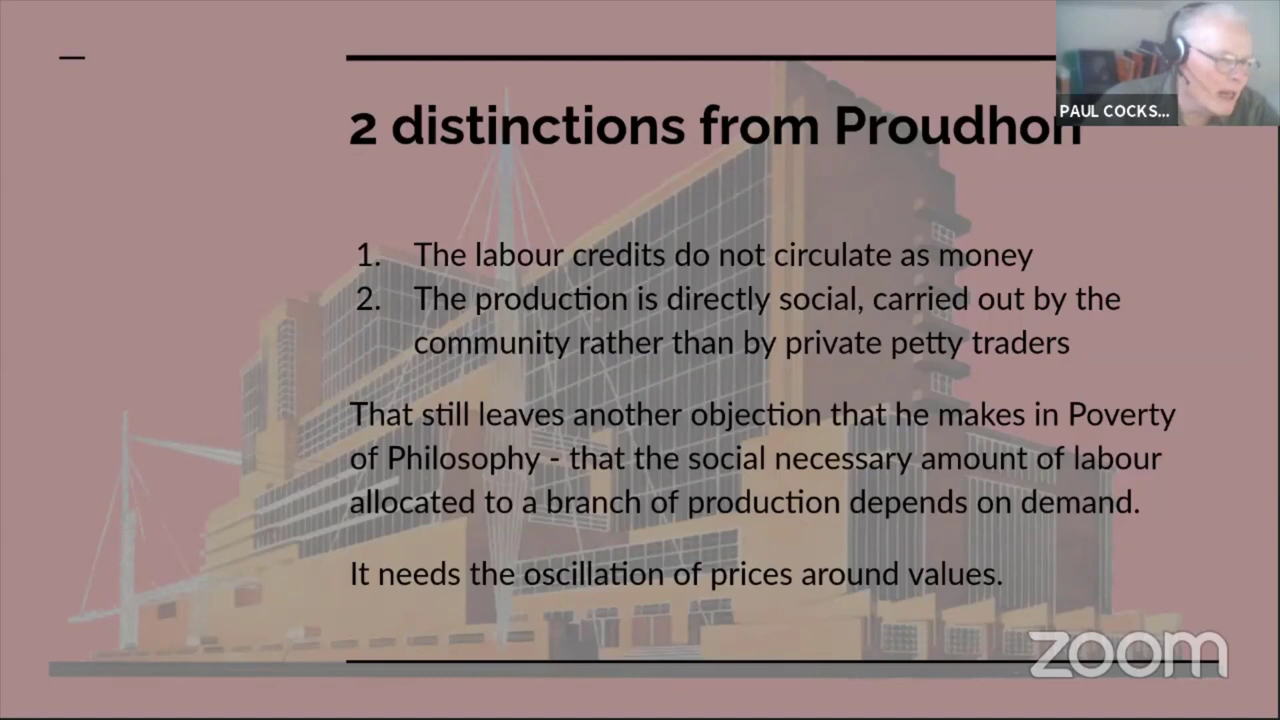 2 distinctions from Proudhon
PAUL COCKS...
1. The labour credits do not circulate as money
2. The production is directly social, carried out by the
community rather than by private petty traders
That still leaves another objection that he makes in Poverty
of Philosophy - that the social necessary amount of labour
allocated to a branch of production depends on demand.
It needs the oscillation of prices around values.
zoom